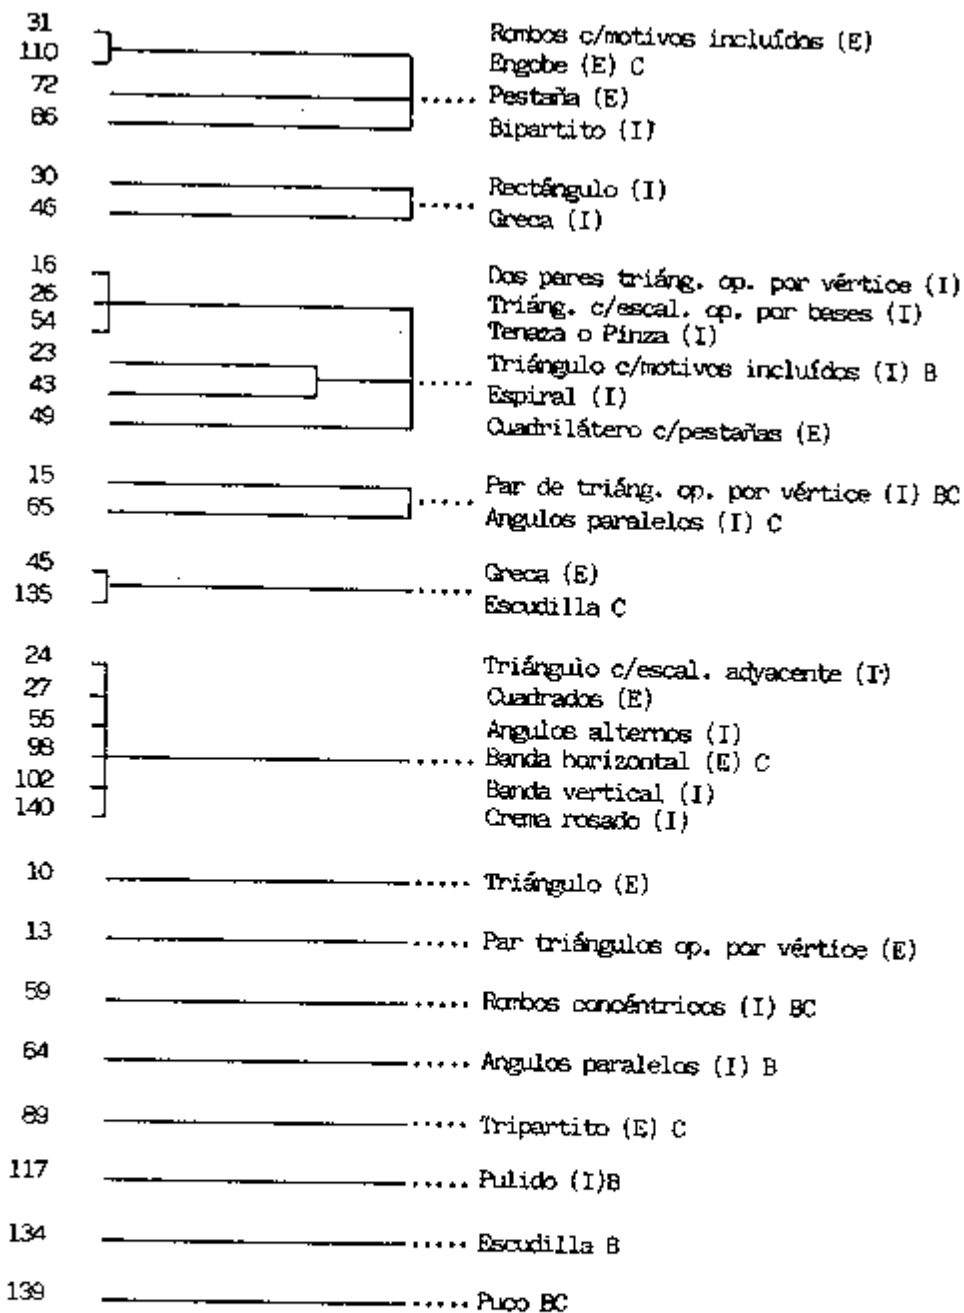 31 Rombos c/motivos incluídos (E)
110 Engobe (E) C
72 Pestaña (E)
86 Bipartito (I)
30 Rectángulo (I)
46 Greca (I)
16 Dos pares triáng. op. por vértice (I)
26 Triáng. c/escal. op. por bases (I)
54 Tenaza o Pinza (I)
23 Triángulo c/motivos incluídos (I) B
43 Espiral (I)
49 Cuadrilátero c/pestañas (E)
15 Par de triáng. op. por vértice (I) BC
65 Angulos paralelos (I) C
45 Greca (E)
135 Escudilla C
24 Triángulo c/escal. adyacente (I)
27 Cuadrados (E)
55 Angulos alternos (I)
98 Banda horizontal (E) C
102 Banda vertical (I)
140 Crema rosado (I)
10 Triángulo (E)
13 Par triángulos op. por vértice (E)
59 Rombos concéntricos (I) BC
64 Angulos paralelos (I) B
89 Tripartito (E) C
117 Pulido (I)B
134 Escudilla B
139 Puco BC